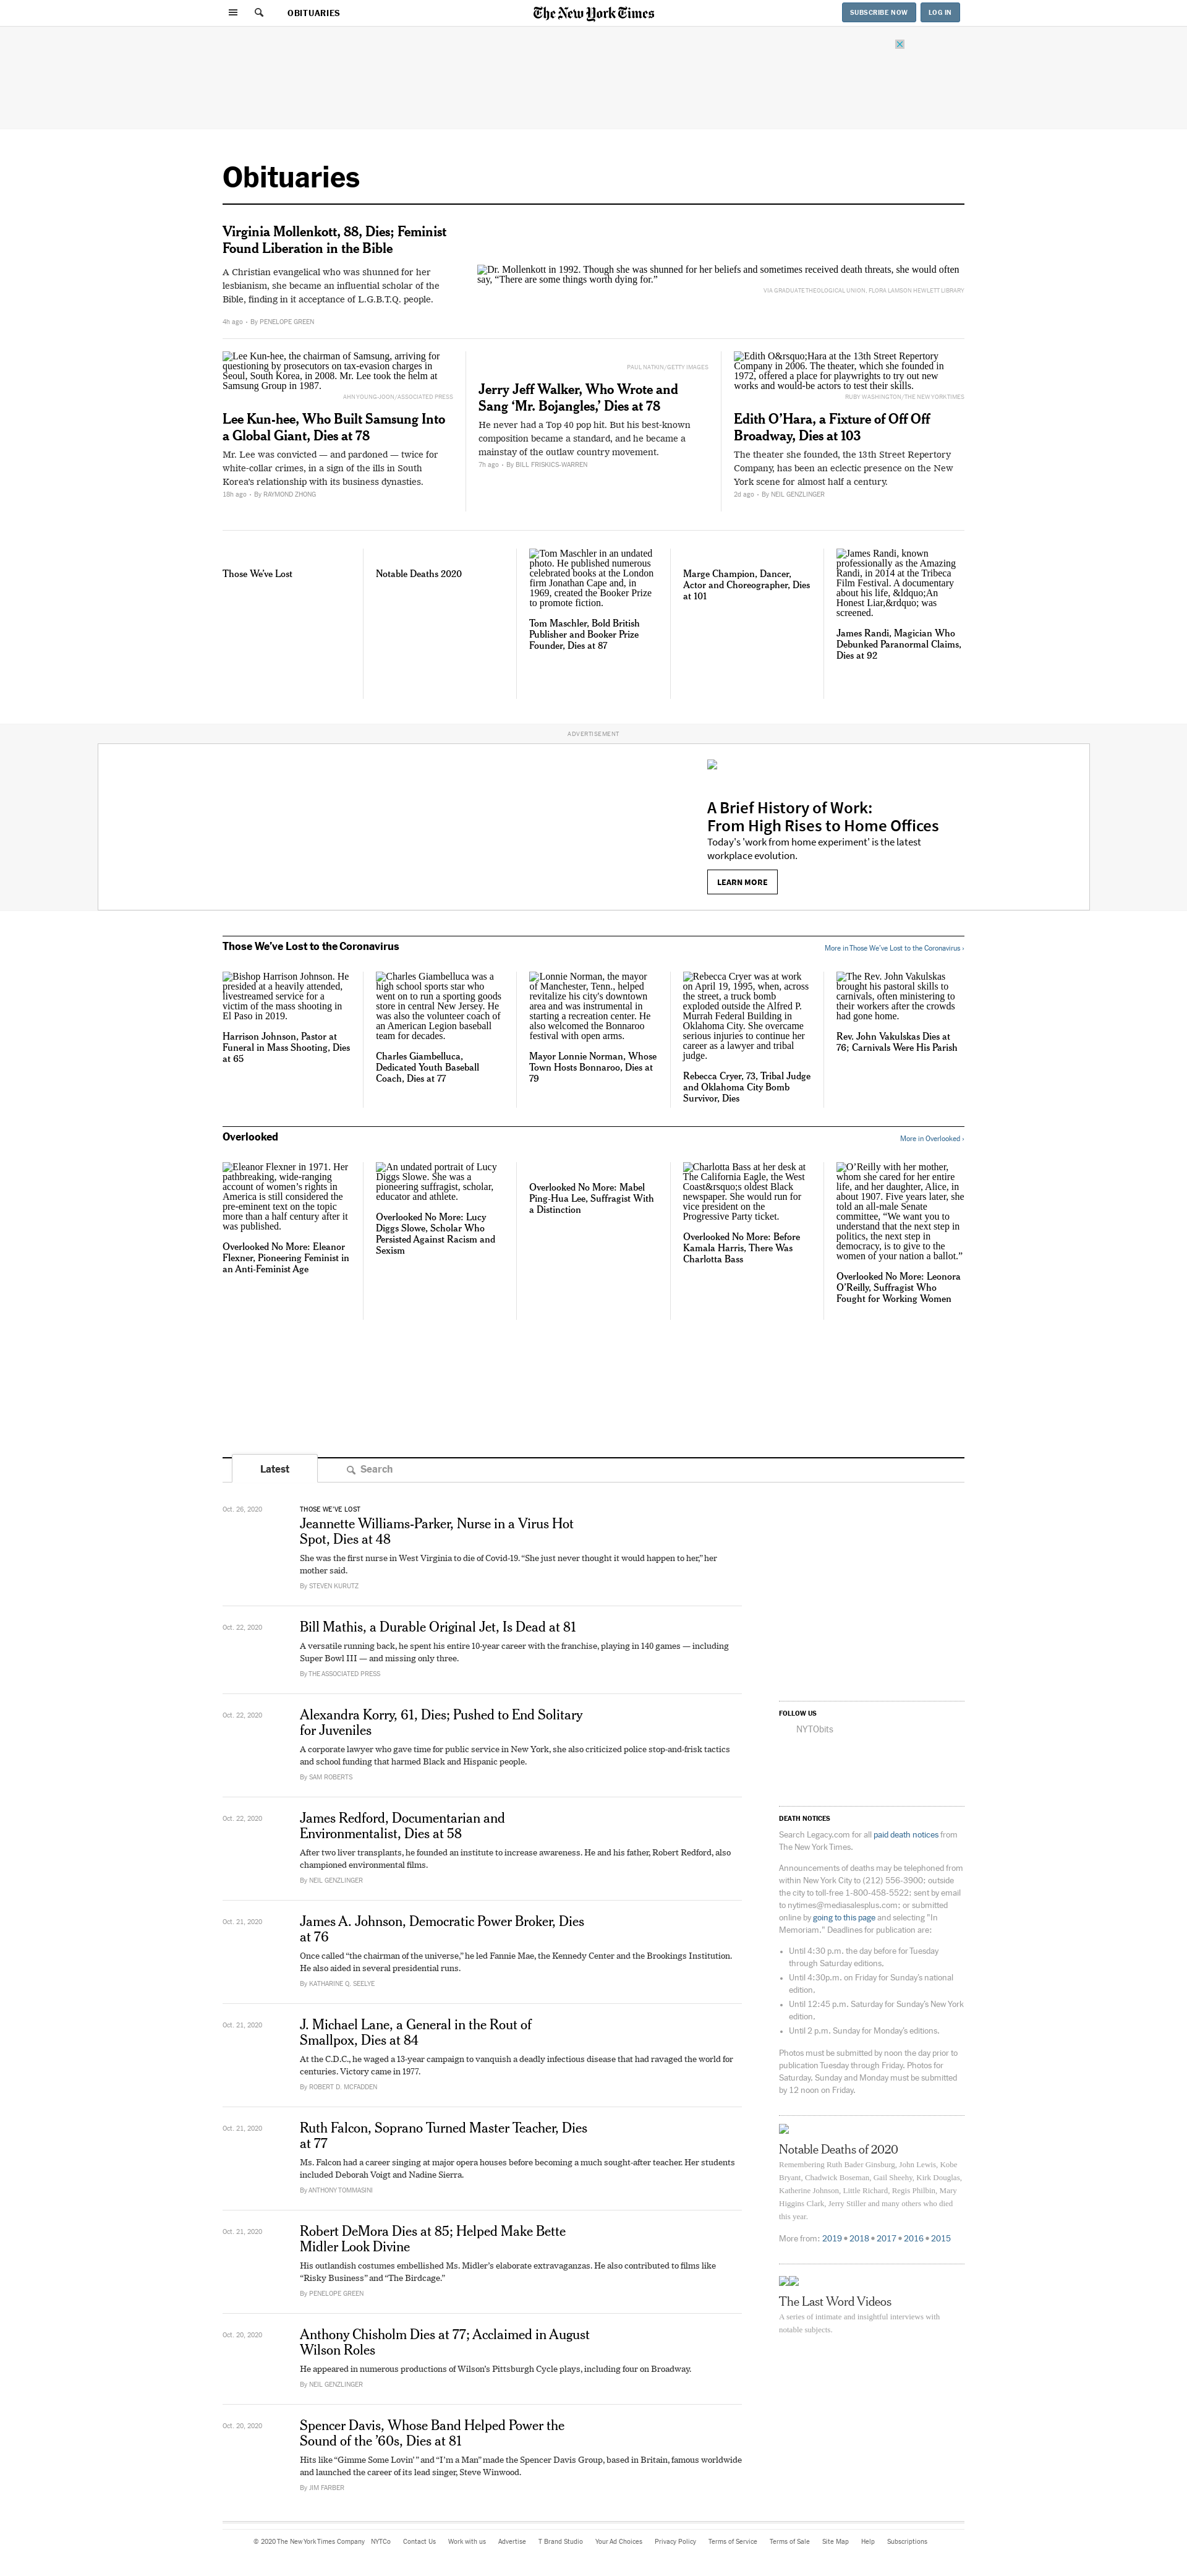 OBITUARIES
The New York Times
SUBSCRIBE NOW
LOG IN
Obituaries
Virginia Mollenkott, 88, Dies; Feminist
Found Liberation in the Bible
A Christian evangelical who was shunned for her
lesbianism, she became an influential scholar of the
Bible, finding in it acceptance of L.G.B.T.Q. people.
4h ago - By PENELOPE GREEN
Dr. Mollenkott in 1992. Though she was shunned for her beliefs and sometimes received death threats, she would often
say, “There are some things worth dying for.”
VIA GRADUATE THEOLOGICAL UNION, FLORA LAMSON HEWLETT LIBRARY
Lee Kun-hee, the chairman of Samsung, arriving for
questioning by prosecutors on tax-evasion charges in
Seoul, South Korea, in 2008. Mr. Lee took the helm at
Samsung Group in 1987.
AHN YOUNG-JOON/ASSOCIATED PRESS
Lee Kun-hee, Who Built Samsung Into
a Global Giant, Dies at 78
Mr. Lee was convicted — and pardoned — twice for
white-collar crimes, in a sign of the ills in South
Korea’s relationship with its business dynasties.
18h ago - By RAYMOND ZHONG
PAUL NATKIN/GETTY IMAGES
Jerry Jeff Walker, Who Wrote and
Sang ‘Mr. Bojangles,’ Dies at 78
He never had a Top 40 pop hit. But his best-known
composition became a standard, and he became a
mainstay of the outlaw country movement.
7h ago - By BILL FRISKICS-WARREN
Edith O&rsquo;Hara at the 13th Street Repertory
Company in 2006. The theater, which she founded in
1972, offered a place for playwrights to try out new
works and would-be actors to test their skills.
RUBY WASHINGTON/THE NEW YORK TIMES
Edith O’Hara, a Fixture of Off Off
Broadway, Dies at 103
The theater she founded, the 13th Street Repertory
Company, has been an eclectic presence on the New
York scene for almost half a century.
2d ago - By NEIL GENZLINGER
Those We’ve Lost
Notable Deaths 2020
Tom Maschler in an undated
photo. He published numerous
celebrated books at the London
firm Jonathan Cape and, in
1969, created the Booker Prize
to promote fiction.
Tom Maschler, Bold British
Publisher and Booker Prize
Founder, Dies at 87
Marge Champion, Dancer,
Actor and Choreographer, Dies
at 101
James Randi, known
professionally as the Amazing
Randi, in 2014 at the Tribeca
Film Festival. A documentary
about his life, &ldquo;An
Honest Liar,&rdquo; was
screened.
James Randi, Magician Who
Debunked Paranormal Claims,
Dies at 92
ADVERTISEMENT
A Brief History of Work:
From High Rises to Home Offices
Today's 'work from home experiment' is the latest
workplace evolution.
LEARN MORE
Those We’ve Lost to the Coronavirus
More in Those We’ve Lost to the Coronavirus ›
Bishop Harrison Johnson. He
presided at a heavily attended,
livestreamed service for a
victim of the mass shooting in
El Paso in 2019.
Harrison Johnson, Pastor at
Funeral in Mass Shooting, Dies
at 65
Charles Giambelluca was a
high school sports star who
went on to run a sporting goods
store in central New Jersey. He
was also the volunteer coach of
an American Legion baseball
team for decades.
Charles Giambelluca,
Dedicated Youth Baseball
Coach, Dies at 77
Lonnie Norman, the mayor
of Manchester, Tenn., helped
revitalize his city's downtown
area and was instrumental in
starting a recreation center. He
also welcomed the Bonnaroo
festival with open arms.
Mayor Lonnie Norman, Whose
Town Hosts Bonnaroo, Dies at
79
Rebecca Cryer was at work
on April 19, 1995, when, across
the street, a truck bomb
exploded outside the Alfred P.
Murrah Federal Building in
Oklahoma City. She overcame
serious injuries to continue her
career as a lawyer and tribal
judge.
Rebecca Cryer, 73, Tribal Judge
and Oklahoma City Bomb
Survivor, Dies
The Rev. John Vakulskas
brought his pastoral skills to
carnivals, often ministering to
their workers after the crowds
had gone home.
Rev. John Vakulskas Dies at
76; Carnivals Were His Parish
Overlooked
More in Overlooked ›
Eleanor Flexner in 1971. Her
pathbreaking, wide-ranging
account of women’s rights in
America is still considered the
pre-eminent text on the topic
more than a half century after it
was published.
Overlooked No More: Eleanor
Flexner, Pioneering Feminist in
an Anti-Feminist Age
An undated portrait of Lucy
Diggs Slowe. She was a
pioneering suffragist, scholar,
educator and athlete.
Overlooked No More: Lucy
Diggs Slowe, Scholar Who
Persisted Against Racism and
Sexism
Overlooked No More: Mabel
Ping-Hua Lee, Suffragist With
a Distinction
Charlotta Bass at her desk at
The California Eagle, the West
Coast&rsquo;s oldest Black
newspaper. She would run for
vice president on the
Progressive Party ticket.
Overlooked No More: Before
Kamala Harris, There Was
Charlotta Bass
O’Reilly with her mother,
whom she cared for her entire
life, and her daughter, Alice, in
about 1907. Five years later, she
told an all-male Senate
committee, “We want you to
understand that the next step in
politics, the next step in
democracy, is to give to the
women of your nation a ballot.”
Overlooked No More: Leonora
O’Reilly, Suffragist Who
Fought for Working Women
Latest
Search
Oct. 26, 2020
THOSE WE’VE LOST
Jeannette Williams-Parker, Nurse in a Virus Hot
Spot, Dies at 48
She was the first nurse in West Virginia to die of Covid-19. “She just never thought it would happen to her,” her
mother said.
By STEVEN KURUTZ
Oct. 22, 2020
Bill Mathis, a Durable Original Jet, Is Dead at 81
A versatile running back, he spent his entire 10-year career with the franchise, playing in 140 games — including
Super Bowl III — and missing only three.
By THE ASSOCIATED PRESS
Oct. 22, 2020
Alexandra Korry, 61, Dies; Pushed to End Solitary
for Juveniles
A corporate lawyer who gave time for public service in New York, she also criticized police stop-and-frisk tactics
and school funding that harmed Black and Hispanic people.
By SAM ROBERTS
Oct. 22, 2020
James Redford, Documentarian and
Environmentalist, Dies at 58
After two liver transplants, he founded an institute to increase awareness. He and his father, Robert Redford, also
championed environmental films.
By NEIL GENZLINGER
Oct. 21, 2020
James A. Johnson, Democratic Power Broker, Dies
at 76
Once called “the chairman of the universe,” he led Fannie Mae, the Kennedy Center and the Brookings Institution.
He also aided in several presidential runs.
By KATHARINE Q. SEELYE
Oct. 21, 2020
J. Michael Lane, a General in the Rout of
Smallpox, Dies at 84
At the C.D.C., he waged a 13-year campaign to vanquish a deadly infectious disease that had ravaged the world for
centuries. Victory came in 1977.
By ROBERT D. MCFADDEN
Oct. 21, 2020
Ruth Falcon, Soprano Turned Master Teacher, Dies
at 77
Ms. Falcon had a career singing at major opera houses before becoming a much sought-after teacher. Her students
included Deborah Voigt and Nadine Sierra.
By ANTHONY TOMMASINI
Oct. 21, 2020
Robert DeMora Dies at 85; Helped Make Bette
Midler Look Divine
His outlandish costumes embellished Ms. Midler’s elaborate extravaganzas. He also contributed to films like
“Risky Business” and “The Birdcage.”
By PENELOPE GREEN
Oct. 20, 2020
Anthony Chisholm Dies at 77; Acclaimed in August
Wilson Roles
He appeared in numerous productions of Wilson’s Pittsburgh Cycle plays, including four on Broadway.
By NEIL GENZLINGER
Oct. 20, 2020
Spencer Davis, Whose Band Helped Power the
Sound of the ’60s, Dies at 81
Hits like “Gimme Some Lovin’ ” and “I’m a Man” made the Spencer Davis Group, based in Britain, famous worldwide
and launched the career of its lead singer, Steve Winwood.
By JIM FARBER
FOLLOW US
NYTObits
DEATH NOTICES
Search Legacy.com for all paid death notices from
The New York Times.
Announcements of deaths may be telephoned from
within New York City to (212) 556-3900; outside
the city to toll-free 1-800-458-5522; sent by email
to nytimes@mediasalesplus.com; or submitted
online by going to this page and selecting "In
Memoriam." Deadlines for publication are:
• Until 4:30 p.m. the day before for Tuesday
through Saturday editions.
• Until 4:30p.m. on Friday for Sunday’s national
edition.
• Until 12:45 p.m. Saturday for Sunday’s New York
edition.
• Until 2 p.m. Sunday for Monday’s editions.
Photos must be submitted by noon the day prior to
publication Tuesday through Friday. Photos for
Saturday, Sunday and Monday must be submitted
by 12 noon on Friday.
Notable Deaths of 2020
Remembering Ruth Bader Ginsburg, John Lewis, Kobe
Bryant, Chadwick Boseman, Gail Sheehy, Kirk Douglas,
Katherine Johnson, Little Richard, Regis Philbin, Mary
Higgins Clark, Jerry Stiller and many others who died
this year.
More from: 2019 • 2018 • 2017 • 2016 • 2015
The Last Word Videos
A series of intimate and insightful interviews with
notable subjects.
© 2020 The New York Times Company NYTCo Contact Us Work with us Advertise T Brand Studio Your Ad Choices Privacy Policy Terms of Service Terms of Sale Site Map Help Subscriptions